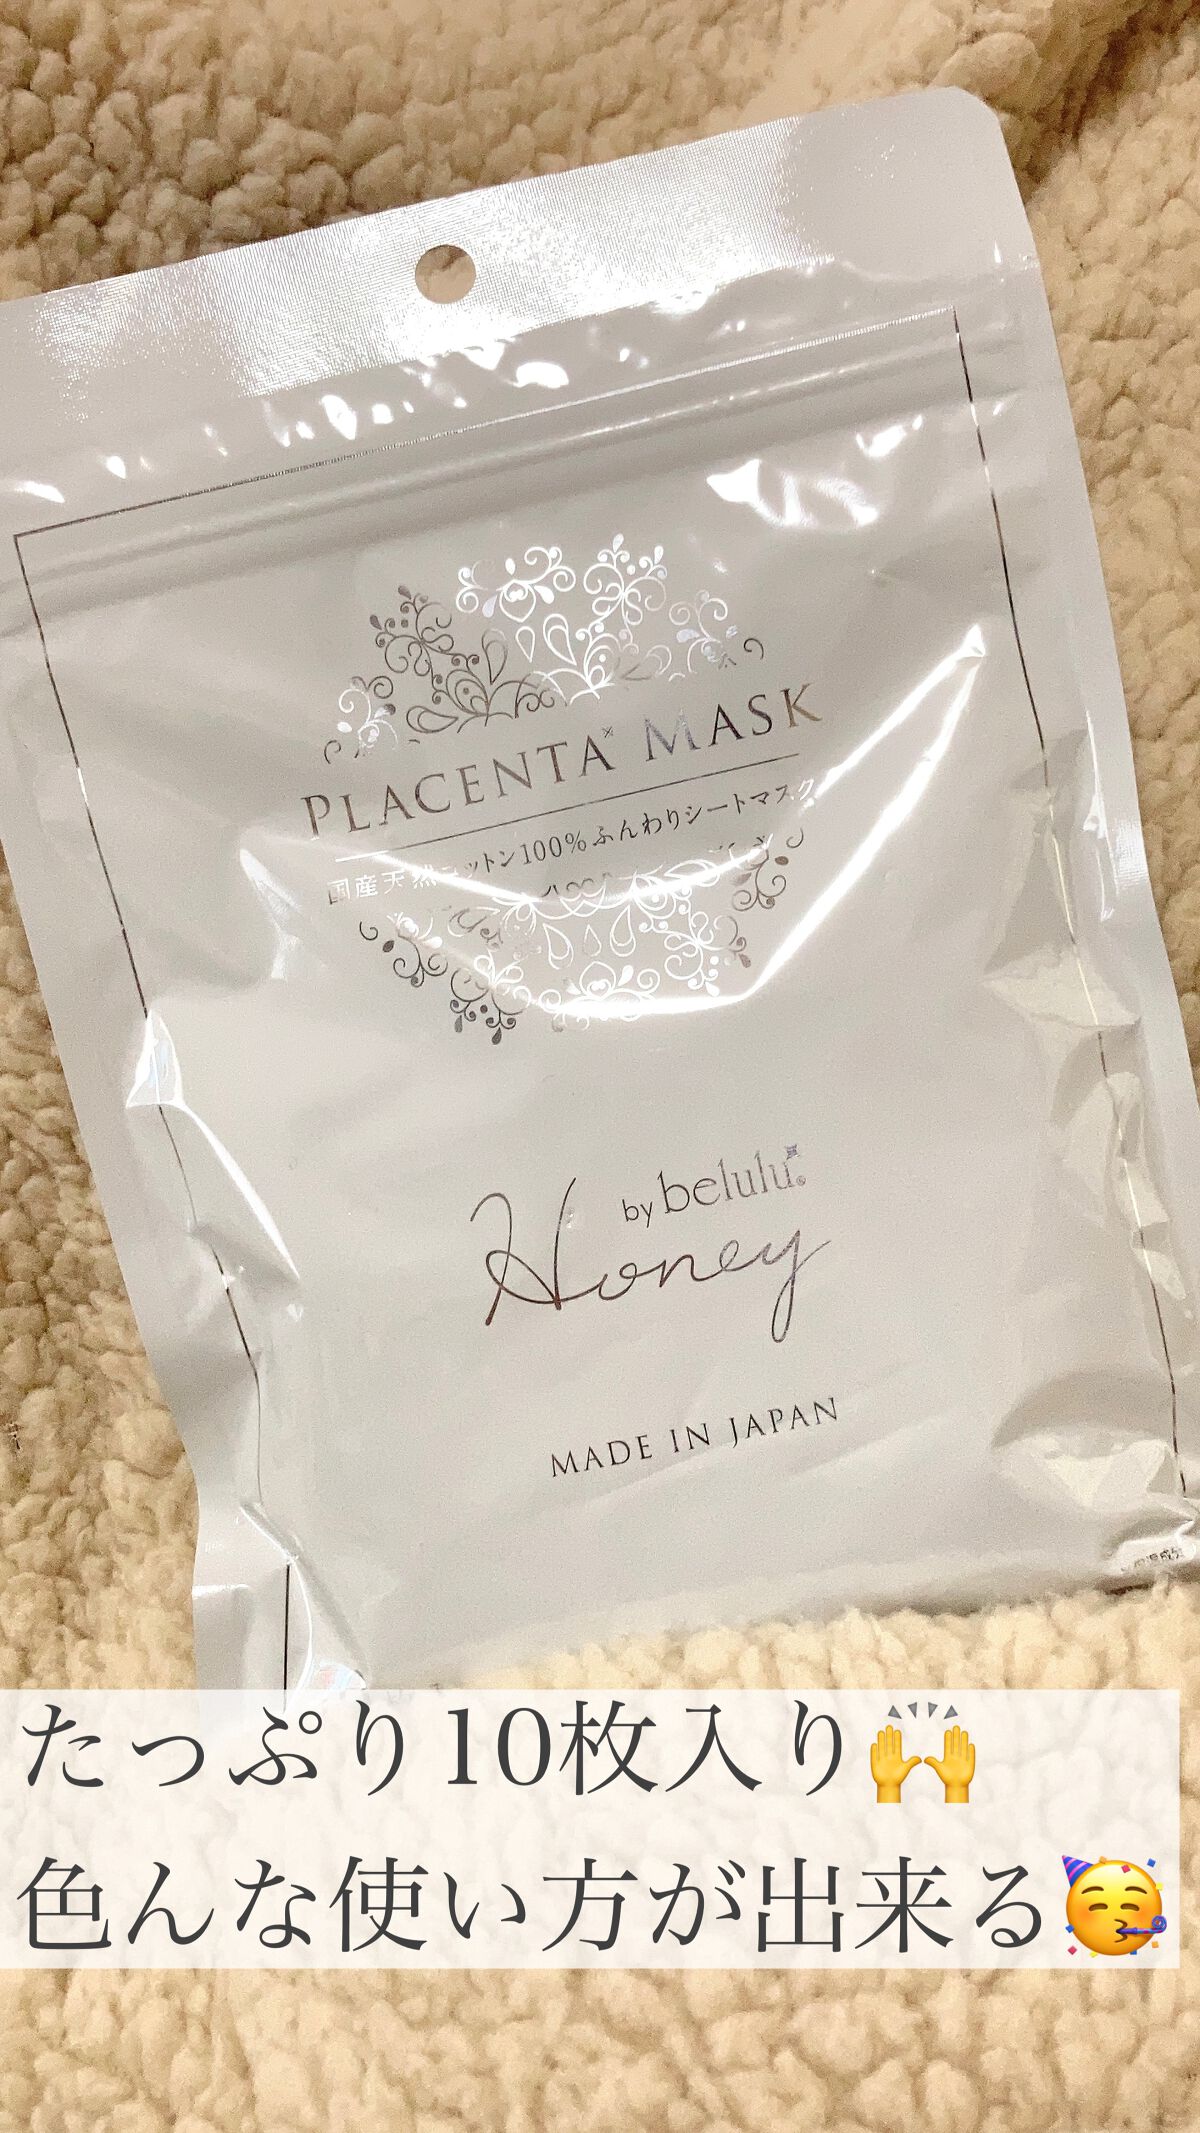 PLACENTA× MASK
国産天然コットン100%ふんわりシートマスク
by belulu®
Honey
MADE IN JAPAN
たっぷり10枚入り🙌
色んな使い方が出来る🥳